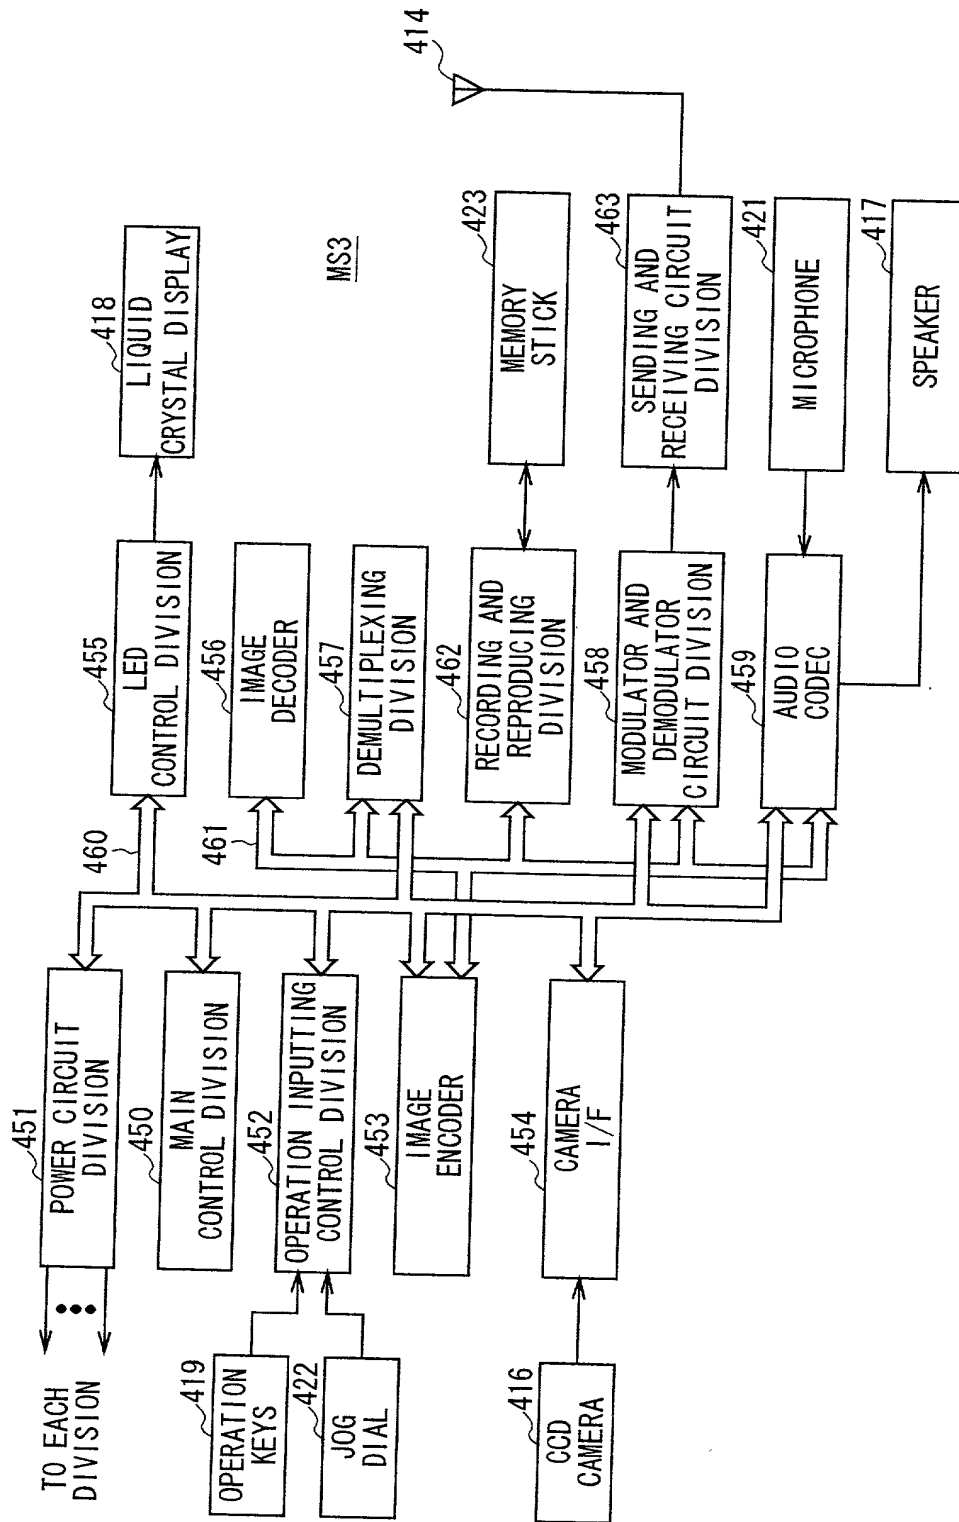 TO EACH
DIVISION
451
POWER CIRCUIT
DIVISION
450
MAIN
CONTROL DIVISION
419
OPERATION
KEYS
422
JOG
DIAL
452
OPERATION INPUTTING
CONTROL DIVISION
453
IMAGE
ENCODER
416
CCD
CAMERA
454
CAMERA
I/F
460
461
455
LED
CONTROL DIVISION
418
LIQUID
CRYSTAL DISPLAY
456
IMAGE
DECODER
457
DEMULTIPLEXING
DIVISION
MS3
462
RECORDING AND
REPRODUCING
DIVISION
423
MEMORY
STICK
458
MODULATOR AND
DEMODULATOR
CIRCUIT DIVISION
463
SENDING AND
RECEIVING CIRCUIT
DIVISION
414
459
AUDIO
CODEC
421
MICROPHONE
417
SPEAKER